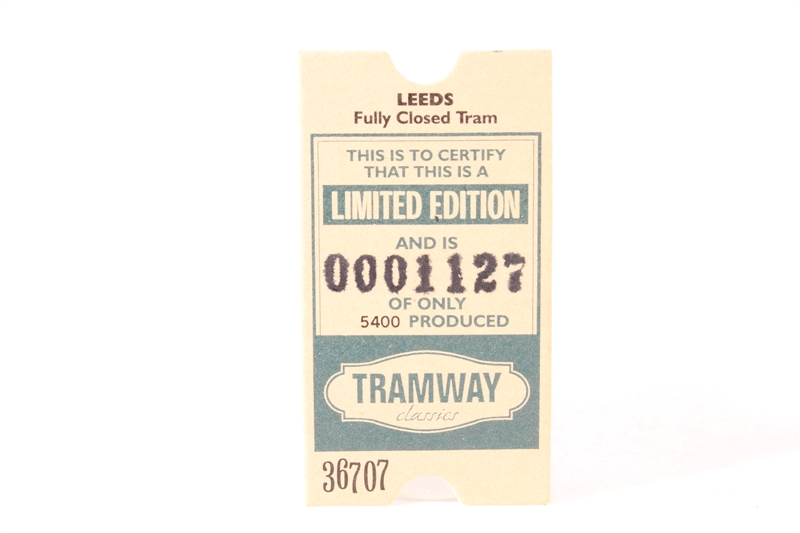 LEEDS
Fully Closed Tram
THIS IS TO CERTIFY
THAT THIS IS A
LIMITED EDITION
AND IS
0001127
OF ONLY
5400 PRODUCED
TRAMWAY
classics
36707